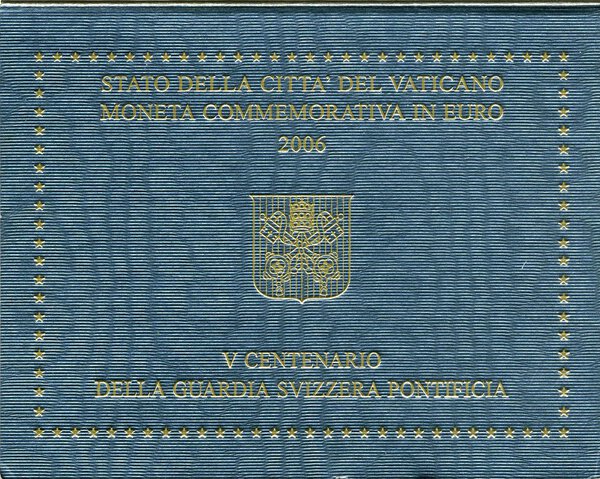 STATO DELLA CITTA' DEL VATICANO
MONETA COMMEMORATIVA IN EURO
2006
V CENTENARIO
DELLA GUARDIA SVIZZERA PONTIFICIA